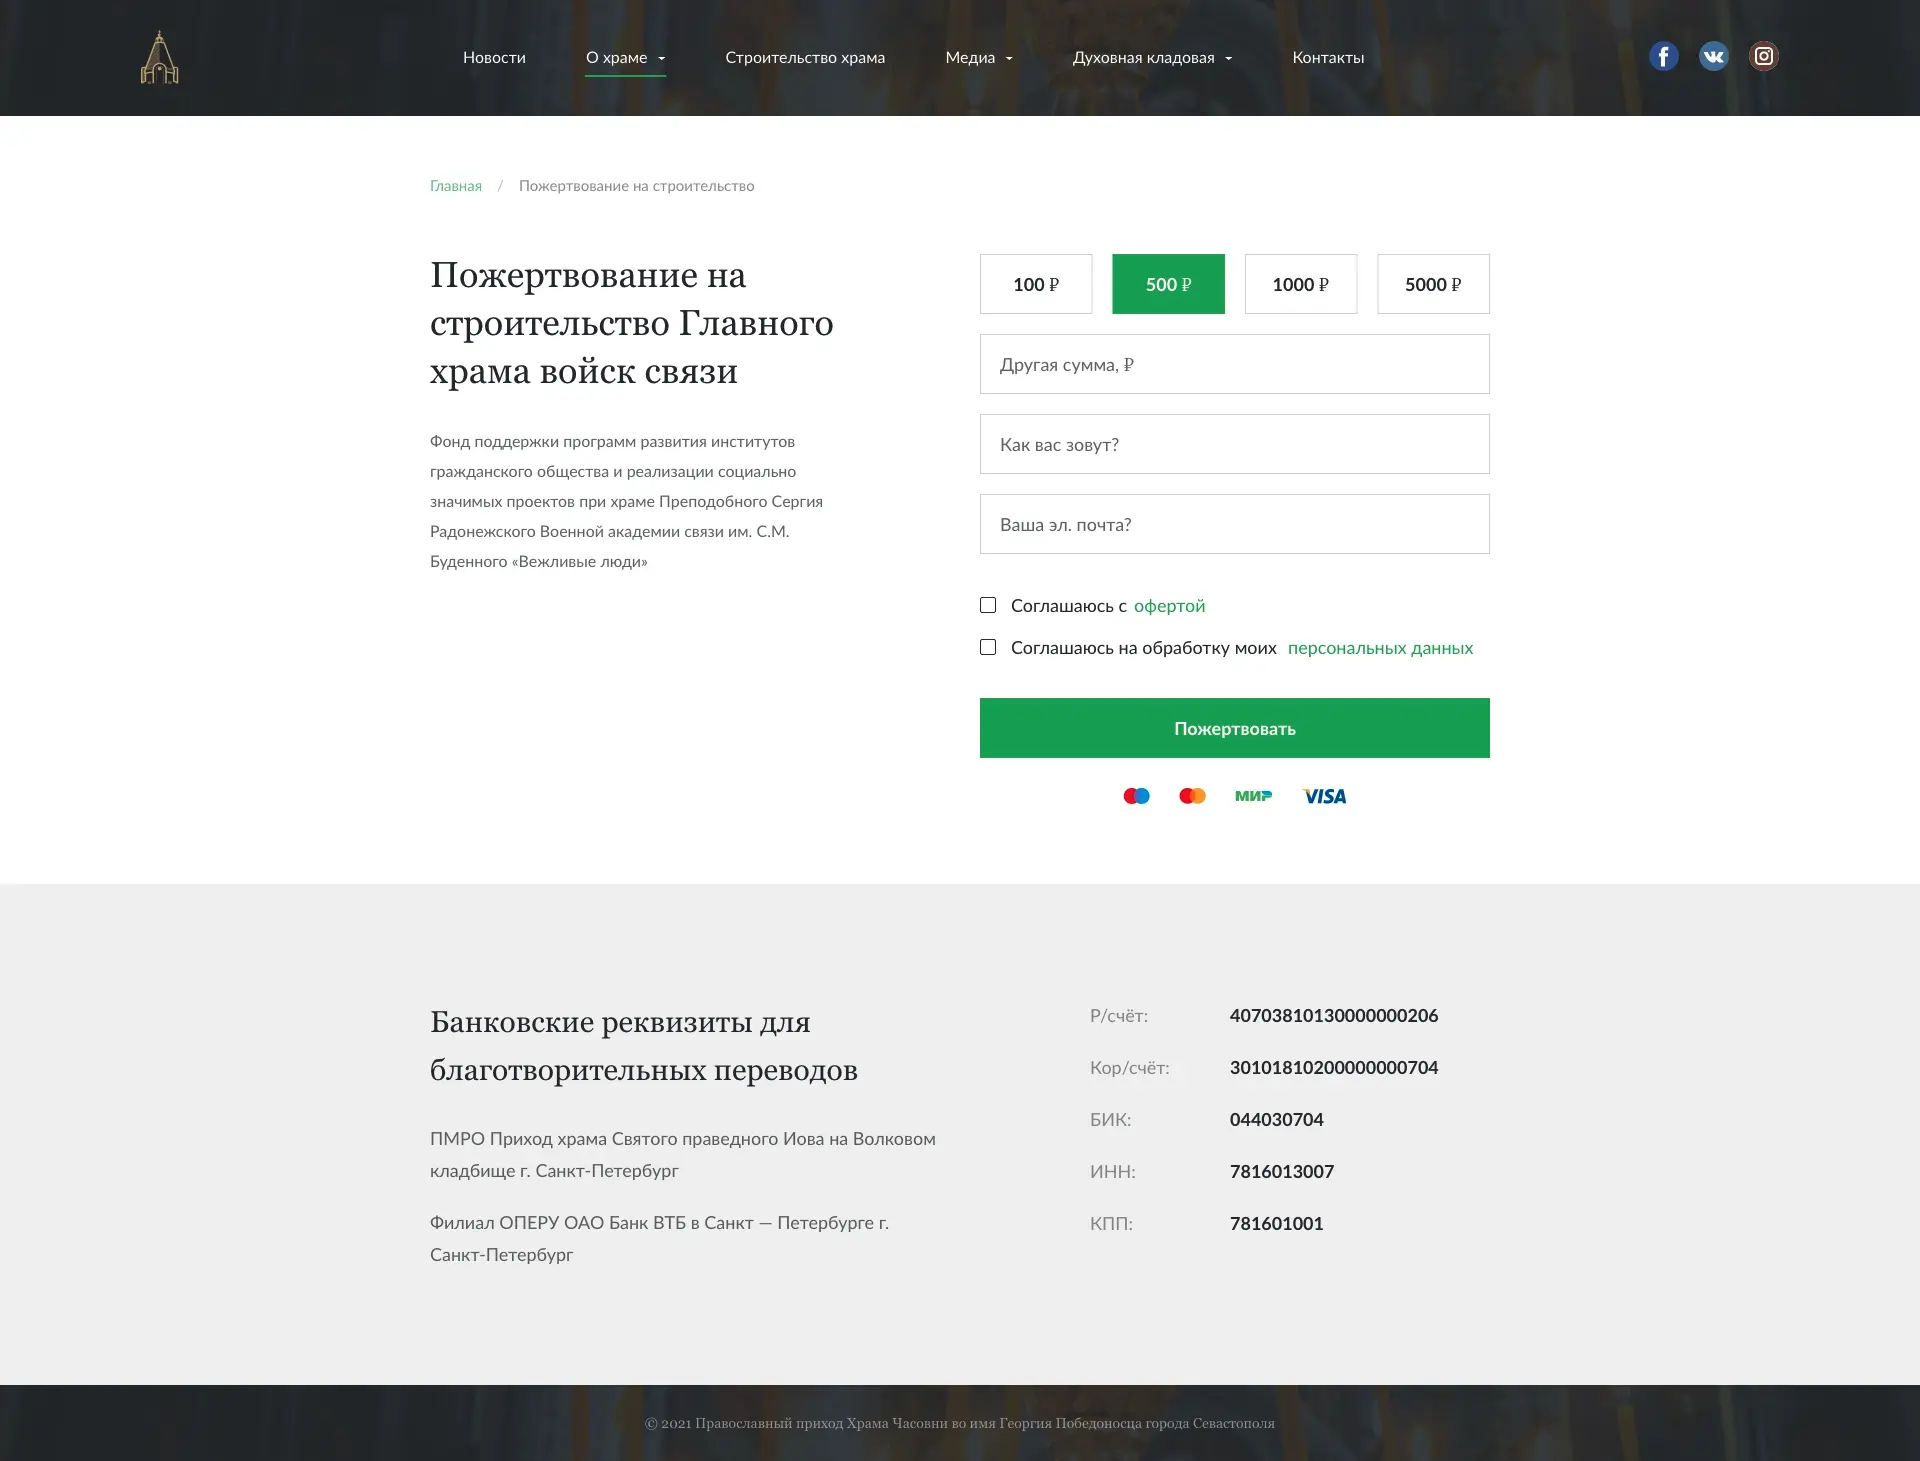 Новости
О храме
Строительство храма
Медиа
Духовная кладовая
Контакты
Главная / Пожертвование на строительство
Пожертвование на
строительство Главного
храма войск связи
Фонд поддержки программ развития институтов
гражданского общества и реализации социально
значимых проектов при храме Преподобного Сергия
Радонежского Военной академии связи им. С.М.
Буденного «Вежливые люди»
100 ₽
500 ₽
1000 ₽
5000 ₽
Другая сумма, ₽
Как вас зовут?
Ваша эл. почта?
Соглашаюсь с офертой
Соглашаюсь на обработку моих персональных данных
Пожертвовать
МИР
VISA
Банковские реквизиты для
благотворительных переводов
ПМРО Приход храма Святого праведного Иова на Волковом
кладбище г. Санкт-Петербург
Филиал ОПЕРУ ОАО Банк ВТБ в Санкт — Петербурге г.
Санкт-Петербург
Р/счёт: 40703810130000000206
Кор/счёт: 30101810200000000704
БИК: 044030704
ИНН: 7816013007
КПП: 781601001
© 2021 Православный приход Храма Часовни во имя Георгия Победоносца города Севастополя